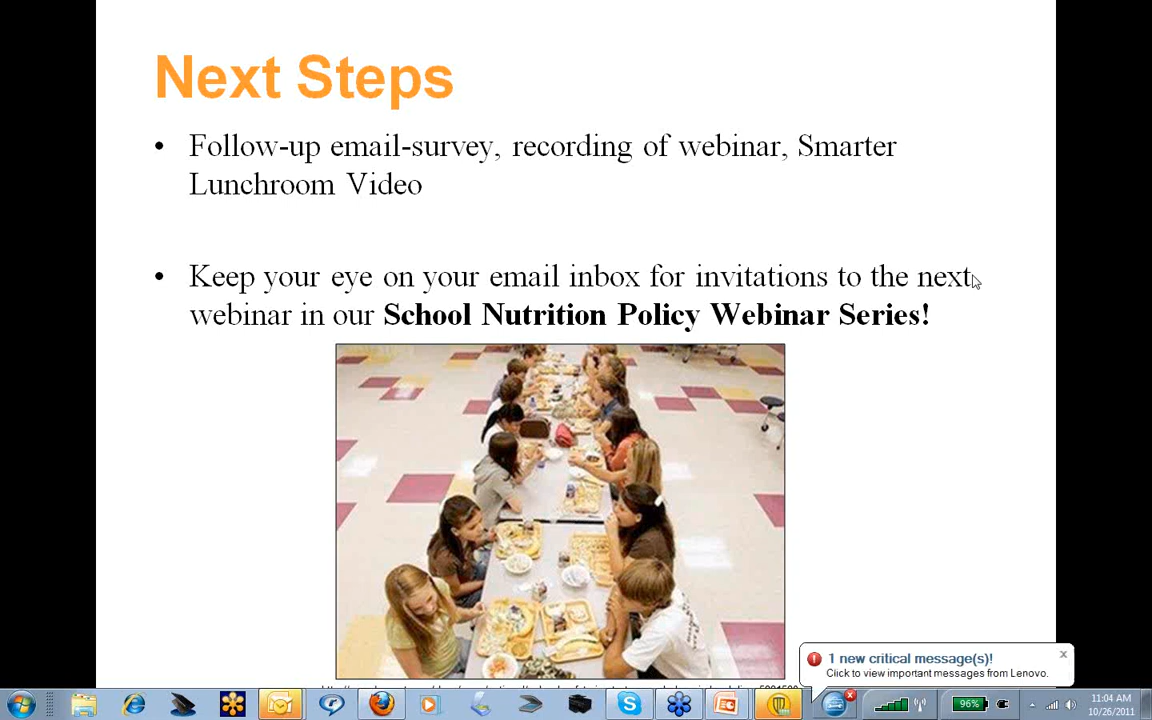 Next Steps
• Follow-up email-survey, recording of webinar, Smarter
Lunchroom Video
• Keep your eye on your email inbox for invitations to the next
webinar in our School Nutrition Policy Webinar Series!
1 new critical message(s)!
Click to view important messages from Lenovo.
96%
11:04 AM
10/26/2011